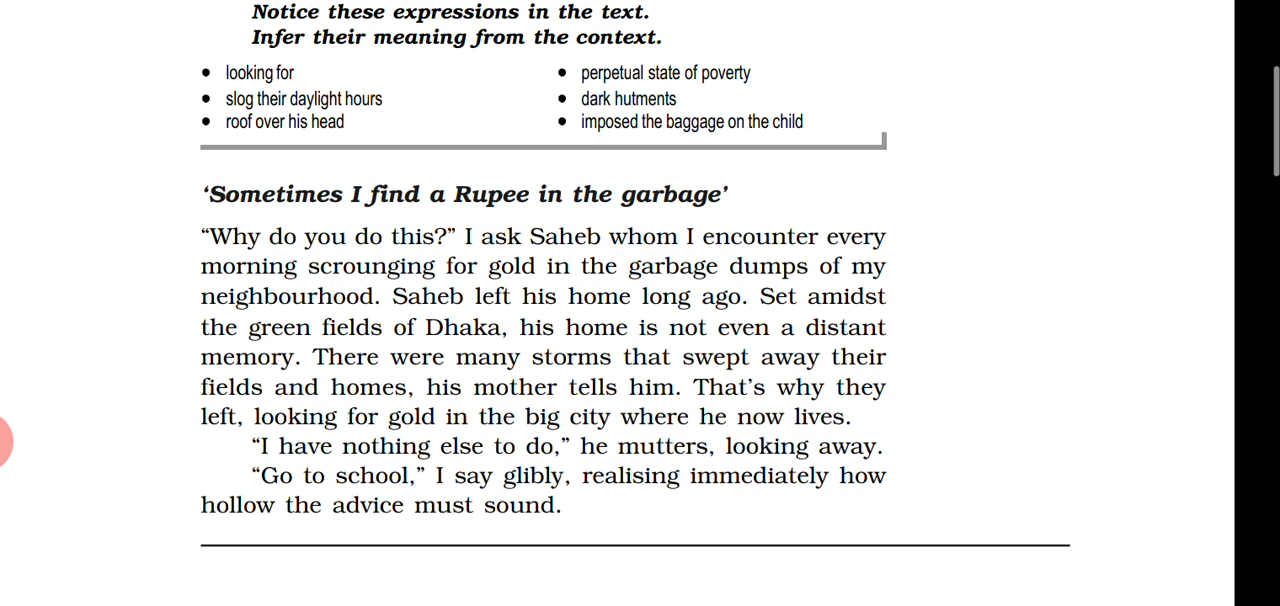 Notice these expressions in the text.
Infer their meaning from the context.
• looking for
• slog their daylight hours
• roof over his head
• perpetual state of poverty
• dark hutments
• imposed the baggage on the child
‘Sometimes I find a Rupee in the garbage’
“Why do you do this?” I ask Saheb whom I encounter every
morning scrounging for gold in the garbage dumps of my
neighbourhood. Saheb left his home long ago. Set amidst
the green fields of Dhaka, his home is not even a distant
memory. There were many storms that swept away their
fields and homes, his mother tells him. That’s why they
left, looking for gold in the big city where he now lives.
“I have nothing else to do,” he mutters, looking away.
“Go to school,” I say glibly, realising immediately how
hollow the advice must sound.